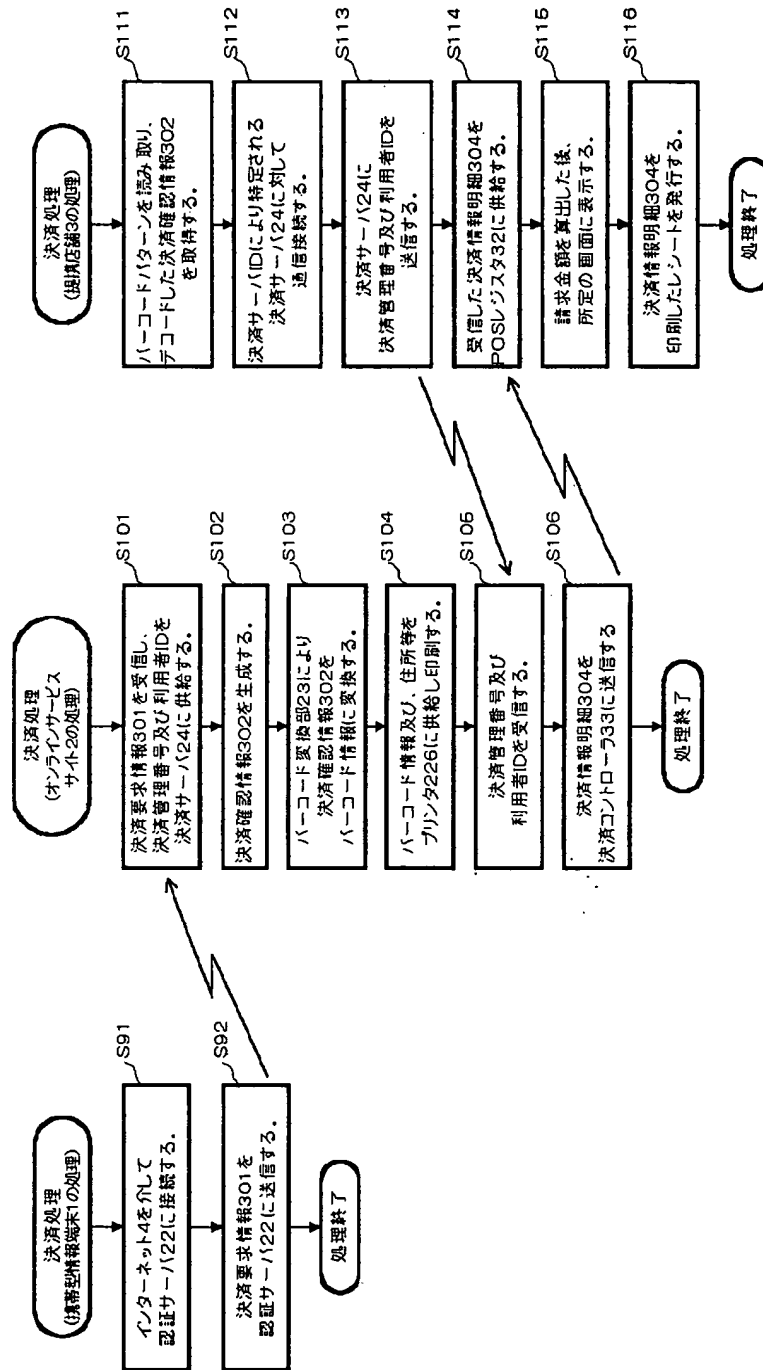 決済処理
(携帯型情報端末1の処理)
S91
インターネット4を介して
認証サーバ22に接続する。
S92
決済要求情報301を
認証サーバ22に送信する。
処理終了
決済処理
(オンラインサービス
サイト2の処理)
S101
決済要求情報301を受信し、
決済管理番号及び利用者IDを
決済サーバ24に供給する。
S102
決済確認情報302を生成する。
S103
バーコード変換部23により
決済確認情報302を
バーコード情報に変換する。
S104
バーコード情報及び、住所等を
プリンタ226に供給し印刷する。
S105
決済管理番号及び
利用者IDを受信する。
S106
決済情報明細304を
決済コントローラ33に送信する
処理終了
決済処理
(提携店舗3の処理)
S111
バーコードパターンを読み取り、
デコードした決済確認情報302
を取得する。
S112
決済サーバIDにより特定される
決済サーバ24に対して
通信接続する。
S113
決済サーバ24に
決済管理番号及び利用者IDを
送信する。
S114
受信した決済情報明細304を
POSレジスタ32に供給する。
S115
請求金額を算出した後、
所定の画面に表示する。
S116
決済情報明細304を
印刷したレシートを発行する。
処理終了